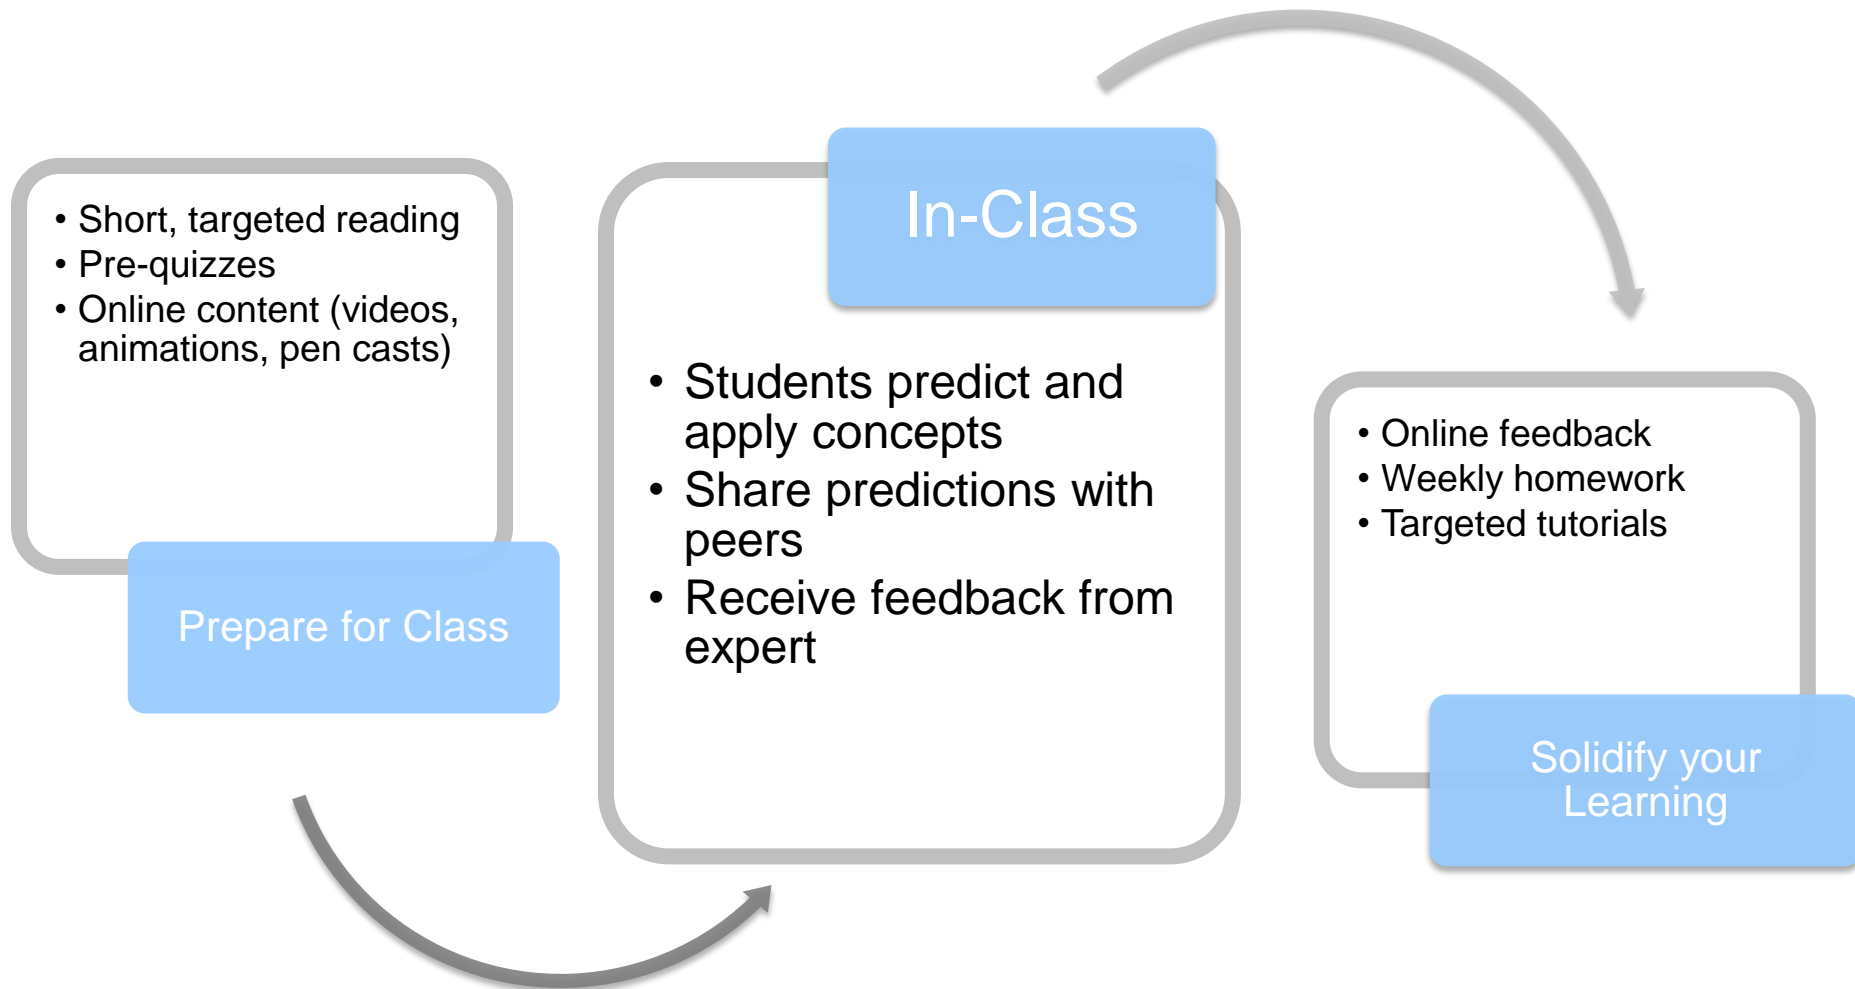 • Short, targeted reading
• Pre-quizzes
• Online content (videos,
animations, pen casts)
Prepare for Class
In-Class
• Students predict and
apply concepts
• Share predictions with
peers
• Receive feedback from
expert
• Online feedback
• Weekly homework
• Targeted tutorials
Solidify your
Learning